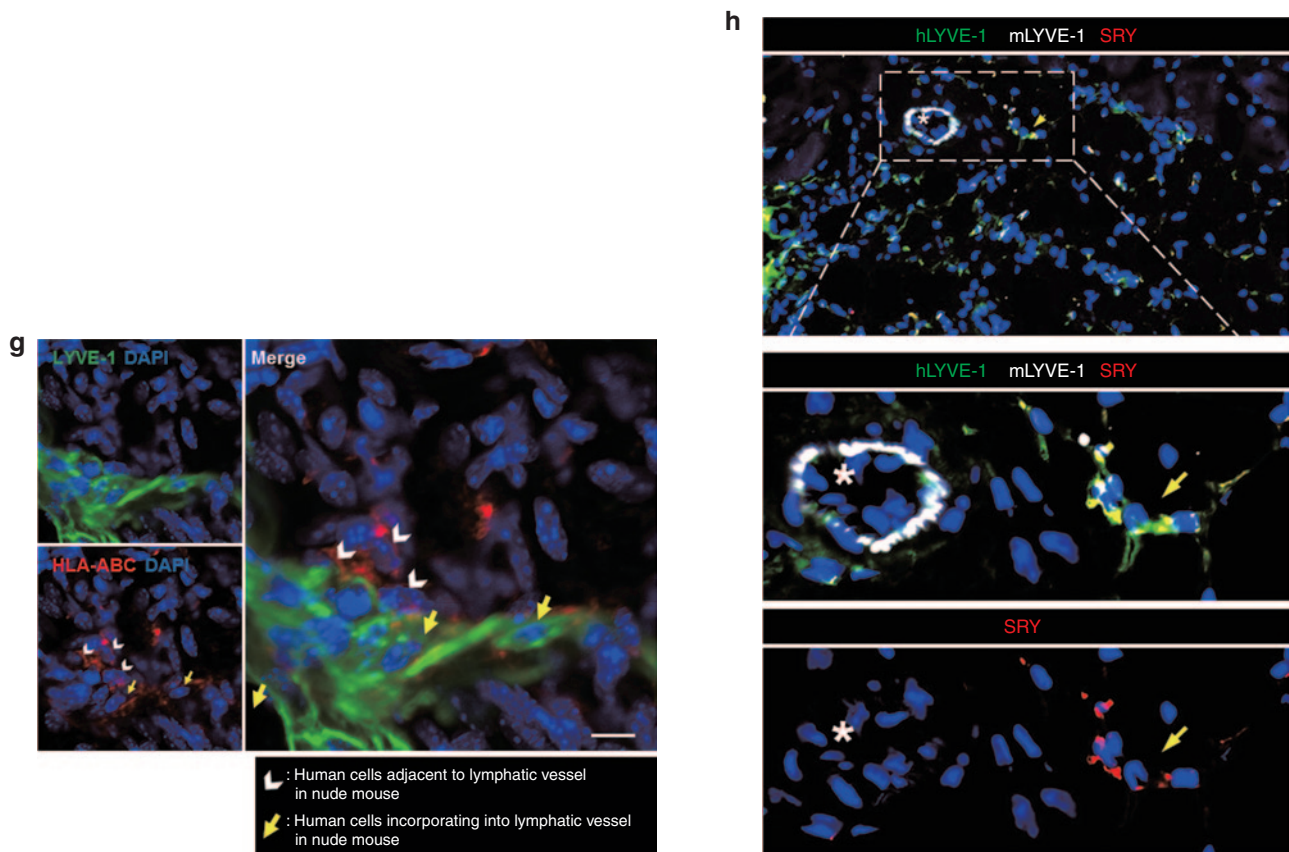 g
LYVE-1 DAPI
Merge
HLA-ABC DAPI
: Human cells adjacent to lymphatic vessel
in nude mouse
: Human cells incorporating into lymphatic vessel
in nude mouse
h
hLYVE-1 mLYVE-1 SRY
*
hLYVE-1 mLYVE-1 SRY
*
SRY
*